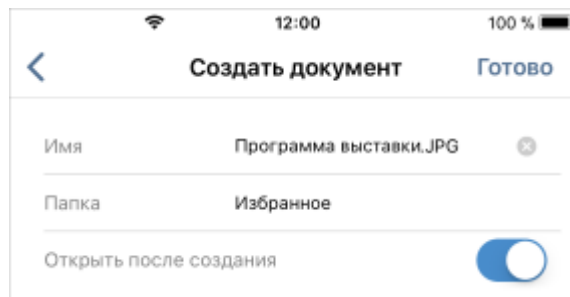 12:00 100 %
Создать документ Готово
Имя Программа выставки.JPG
Папка Избранное
Открыть после создания